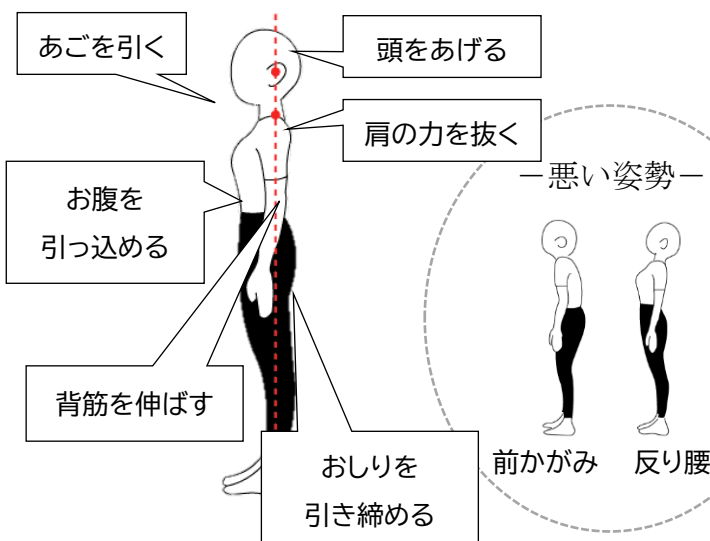 あごを引く
頭をあげる
肩の力を抜く
お腹を
引っ込める
背筋を伸ばす
おしりを
引き締める
－悪い姿勢－
前かがみ
反り腰